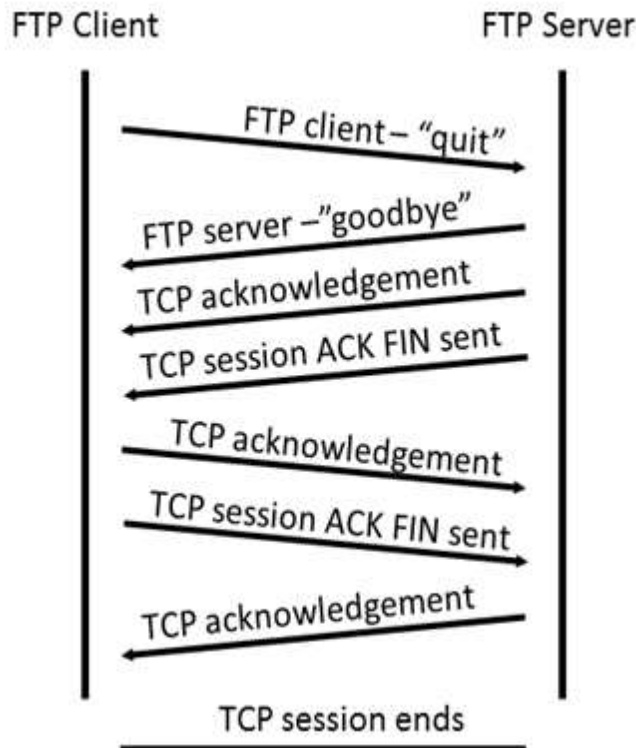 FTP Client
FTP Server
FTP client – “quit”
FTP server –”goodbye”
TCP acknowledgement
TCP session ACK FIN sent
TCP acknowledgement
TCP session ACK FIN sent
TCP acknowledgement
TCP session ends